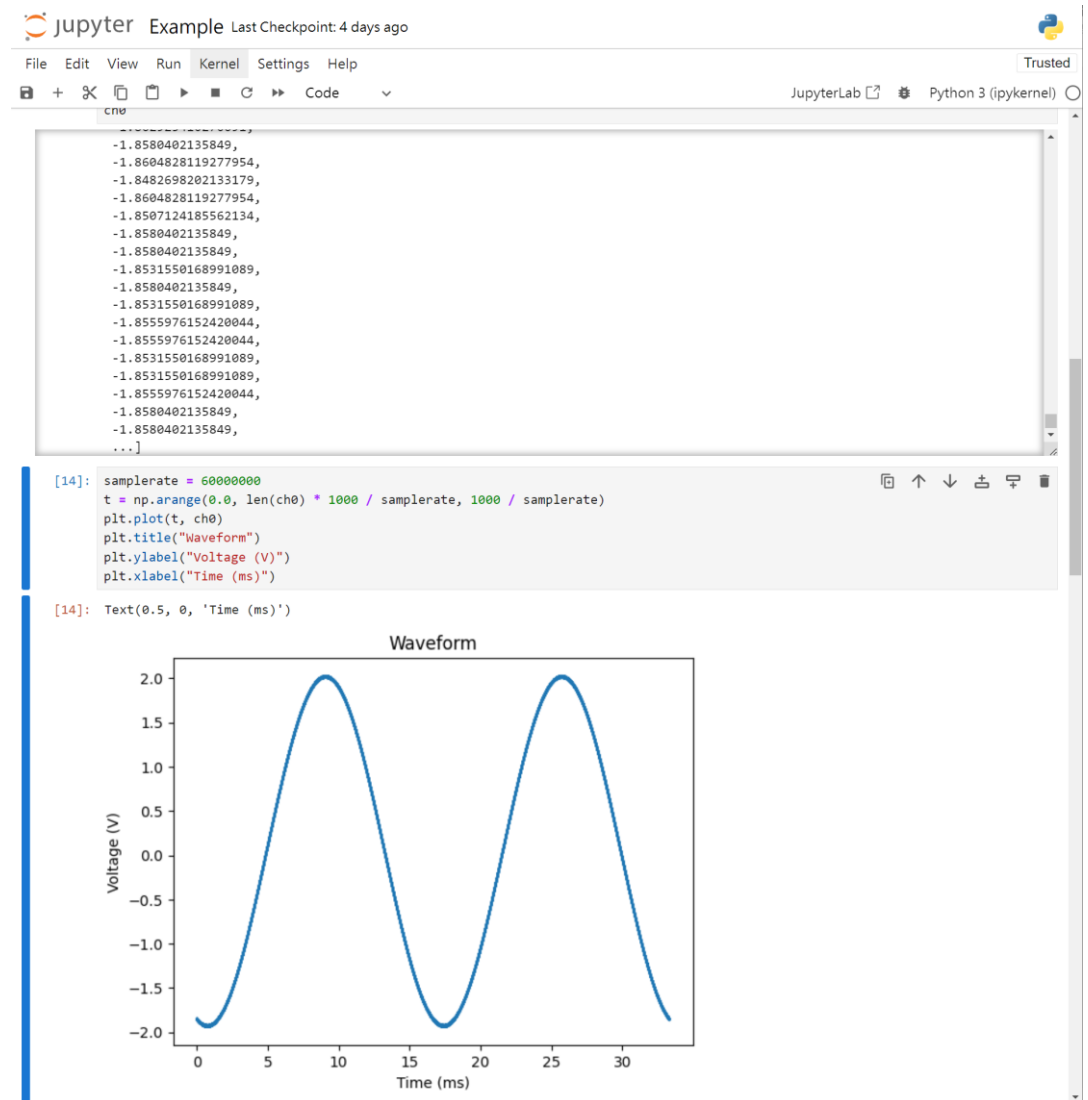 jupyter Example Last Checkpoint: 4 days ago
File Edit View Run Kernel Settings Help Trusted
Code JupyterLab Python 3 (ipykernel)
ch0
-1.8580402135849,
-1.8604828119277954,
-1.8482698202133179,
-1.8604828119277954,
-1.8507124185562134,
-1.8580402135849,
-1.8580402135849,
-1.8531550168991089,
-1.8580402135849,
-1.8531550168991089,
-1.8555976152420044,
-1.8555976152420044,
-1.8531550168991089,
-1.8531550168991089,
-1.8555976152420044,
-1.8580402135849,
-1.8580402135849,
...]
[14]: samplerate = 60000000
t = np.arange(0.0, len(ch0) * 1000 / samplerate, 1000 / samplerate)
plt.plot(t, ch0)
plt.title("Waveform")
plt.ylabel("Voltage (V)")
plt.xlabel("Time (ms)")
[14]: Text(0.5, 0, 'Time (ms)')
Waveform
2.0
1.5
1.0
0.5
0.0
−0.5
−1.0
−1.5
−2.0
Voltage (V)
0 5 10 15 20 25 30
Time (ms)